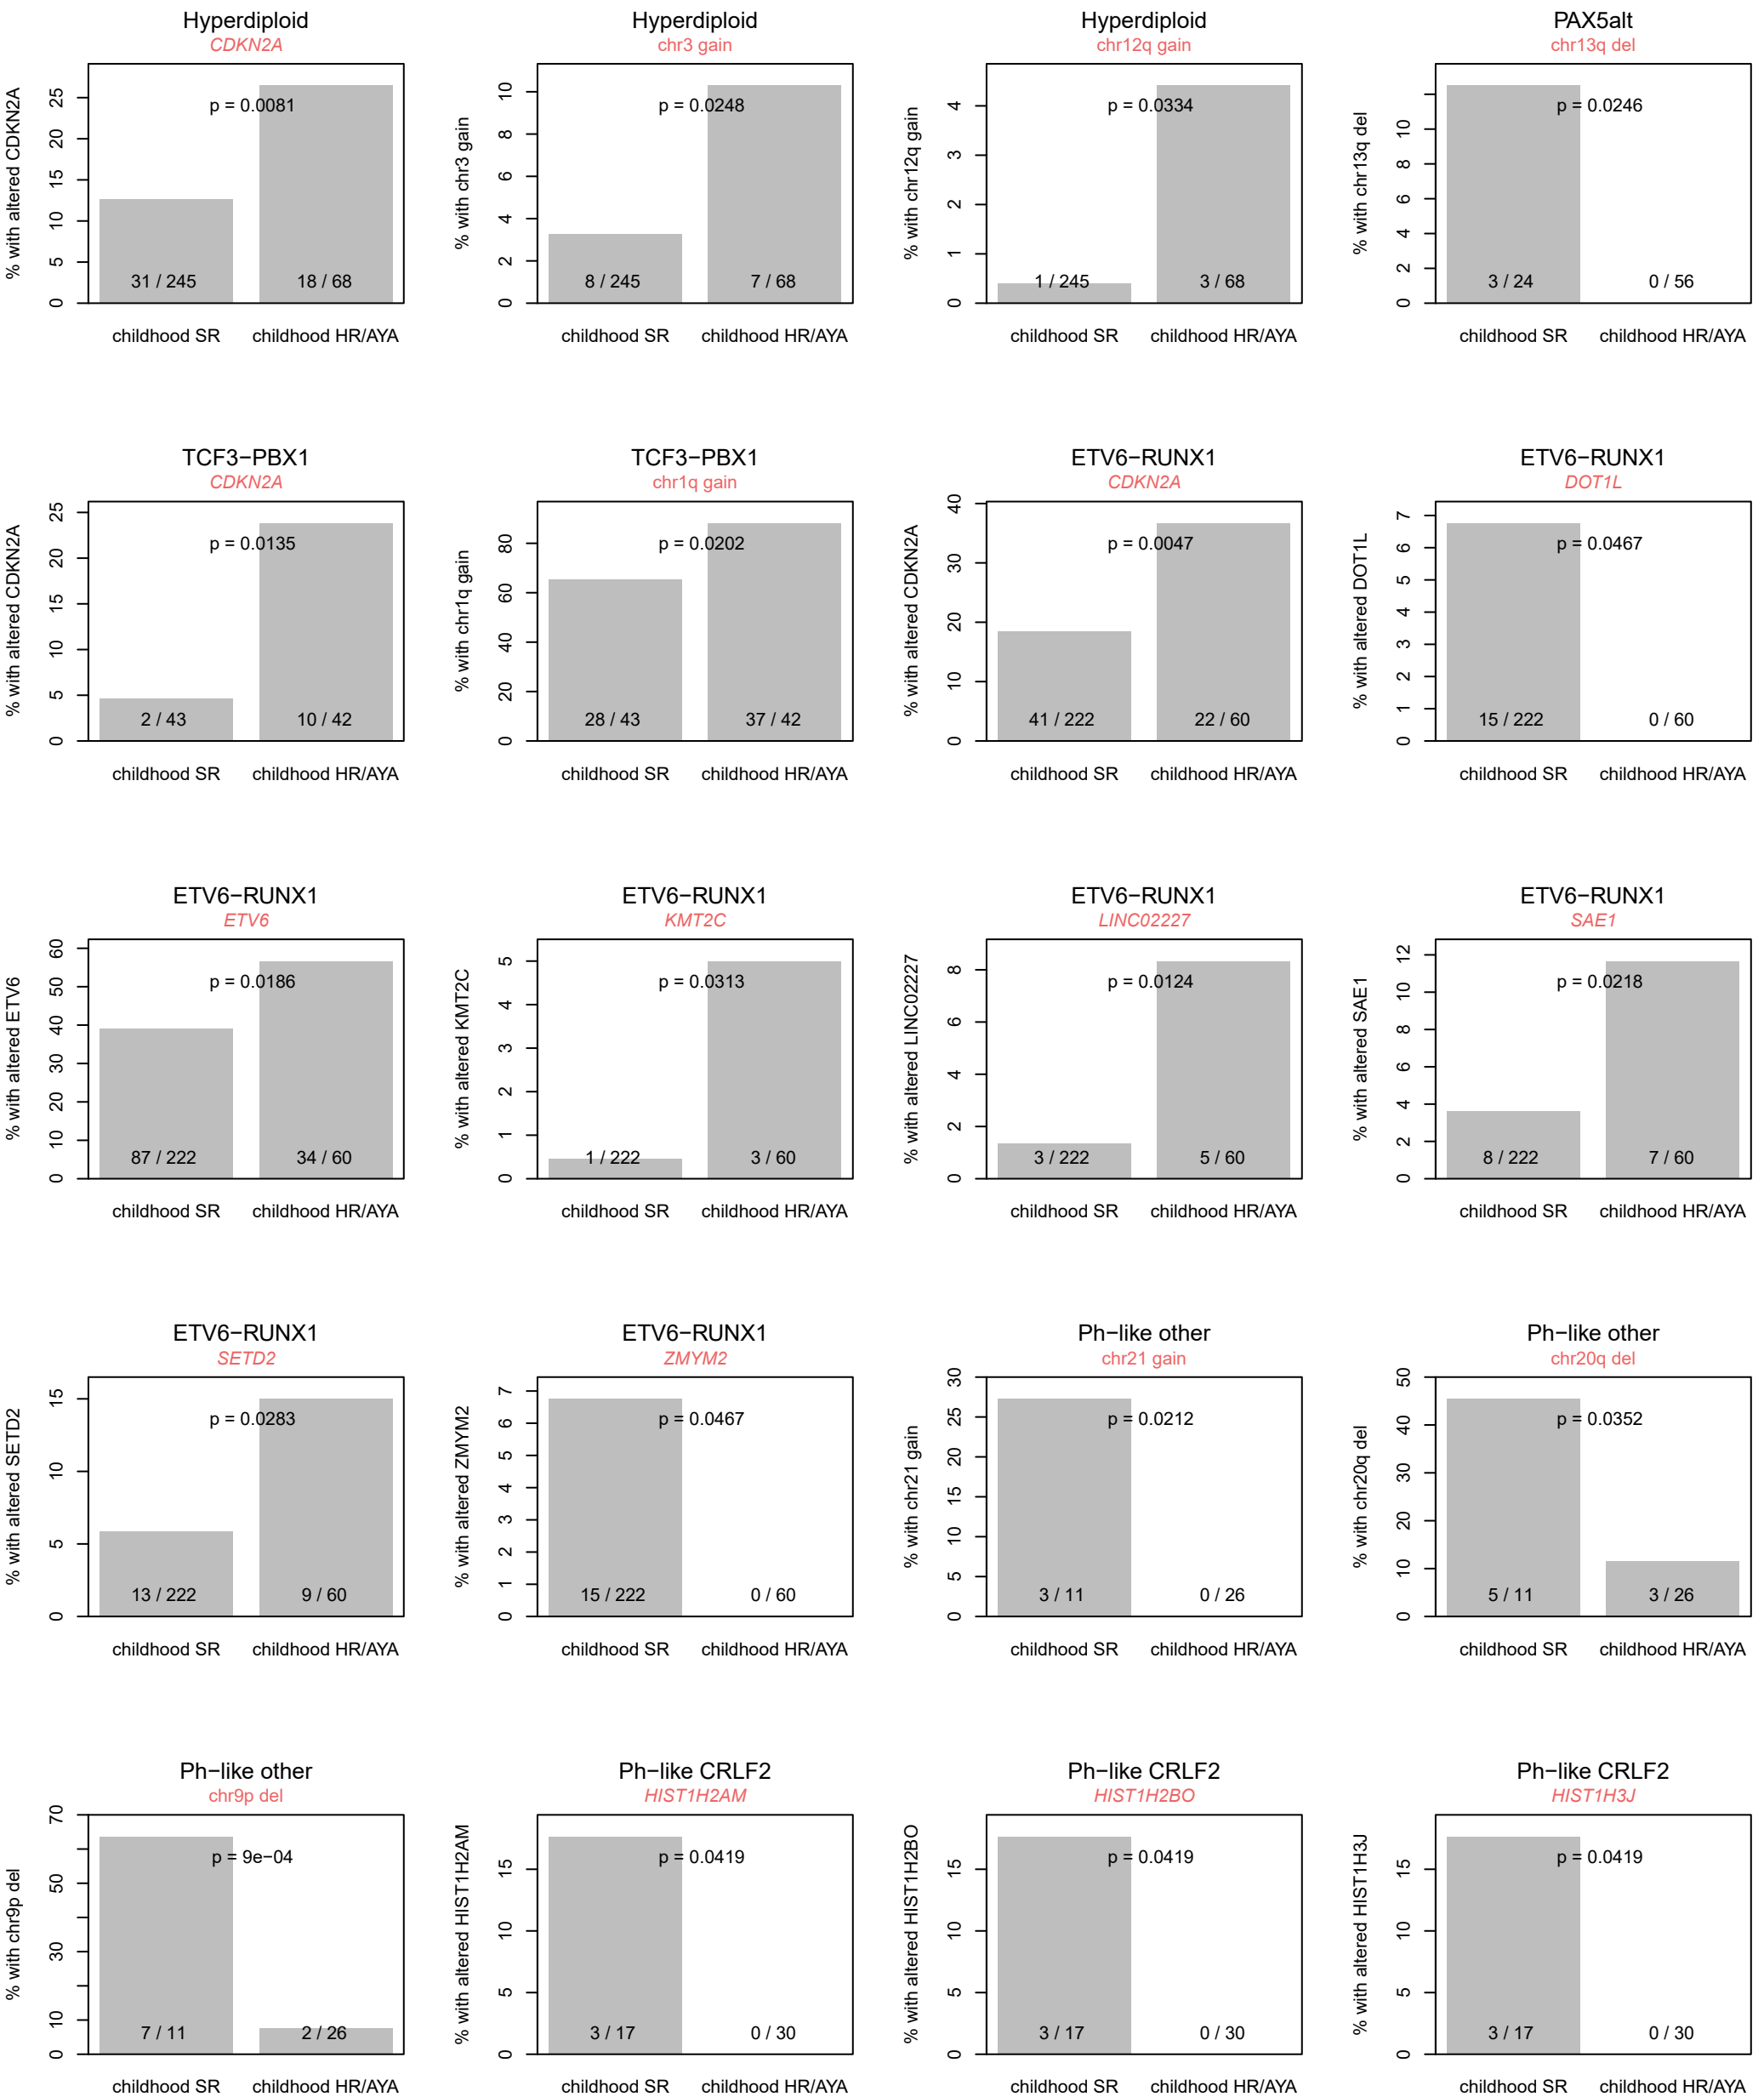 Hyperdiploid
CDKN2A
% with altered CDKN2A
0 5 10 15 20 25
p = 0.0081
31 / 245 18 / 68
childhood SR childhood HR/AYA
Hyperdiploid
chr3 gain
% with chr3 gain
0 2 4 6 8 10
p = 0.0248
8 / 245 7 / 68
childhood SR childhood HR/AYA
Hyperdiploid
chr12q gain
% with chr12q gain
0 1 2 3 4
p = 0.0334
1 / 245 3 / 68
childhood SR childhood HR/AYA
PAX5alt
chr13q del
% with chr13q del
0 2 4 6 8 10
p = 0.0246
3 / 24 0 / 56
childhood SR childhood HR/AYA
TCF3−PBX1
CDKN2A
% with altered CDKN2A
0 5 10 15 20 25
p = 0.0135
2 / 43 10 / 42
childhood SR childhood HR/AYA
TCF3−PBX1
chr1q gain
% with chr1q gain
0 20 40 60 80
p = 0.0202
28 / 43 37 / 42
childhood SR childhood HR/AYA
ETV6−RUNX1
CDKN2A
% with altered CDKN2A
0 10 20 30 40
p = 0.0047
41 / 222 22 / 60
childhood SR childhood HR/AYA
ETV6−RUNX1
DOT1L
% with altered DOT1L
0 1 2 3 4 5 6 7
p = 0.0467
15 / 222 0 / 60
childhood SR childhood HR/AYA
ETV6−RUNX1
ETV6
% with altered ETV6
0 10 20 30 40 50 60
p = 0.0186
87 / 222 34 / 60
childhood SR childhood HR/AYA
ETV6−RUNX1
KMT2C
% with altered KMT2C
0 1 2 3 4 5
p = 0.0313
1 / 222 3 / 60
childhood SR childhood HR/AYA
ETV6−RUNX1
LINC02227
% with altered LINC02227
0 2 4 6 8
p = 0.0124
3 / 222 5 / 60
childhood SR childhood HR/AYA
ETV6−RUNX1
SAE1
% with altered SAE1
0 2 4 6 8 10 12
p = 0.0218
8 / 222 7 / 60
childhood SR childhood HR/AYA
ETV6−RUNX1
SETD2
% with altered SETD2
0 5 10 15
p = 0.0283
13 / 222 9 / 60
childhood SR childhood HR/AYA
ETV6−RUNX1
ZMYM2
% with altered ZMYM2
0 1 2 3 4 5 6 7
p = 0.0467
15 / 222 0 / 60
childhood SR childhood HR/AYA
Ph−like other
chr21 gain
% with chr21 gain
0 5 10 15 20 25 30
p = 0.0212
3 / 11 0 / 26
childhood SR childhood HR/AYA
Ph−like other
chr20q del
% with chr20q del
0 10 20 30 40 50
p = 0.0352
5 / 11 3 / 26
childhood SR childhood HR/AYA
Ph−like other
chr9p del
% with chr9p del
0 10 30 50 70
p = 9e−04
7 / 11 2 / 26
childhood SR childhood HR/AYA
Ph−like CRLF2
HIST1H2AM
% with altered HIST1H2AM
0 5 10 15
p = 0.0419
3 / 17 0 / 30
childhood SR childhood HR/AYA
Ph−like CRLF2
HIST1H2BO
% with altered HIST1H2BO
0 5 10 15
p = 0.0419
3 / 17 0 / 30
childhood SR childhood HR/AYA
Ph−like CRLF2
HIST1H3J
% with altered HIST1H3J
0 5 10 15
p = 0.0419
3 / 17 0 / 30
childhood SR childhood HR/AYA